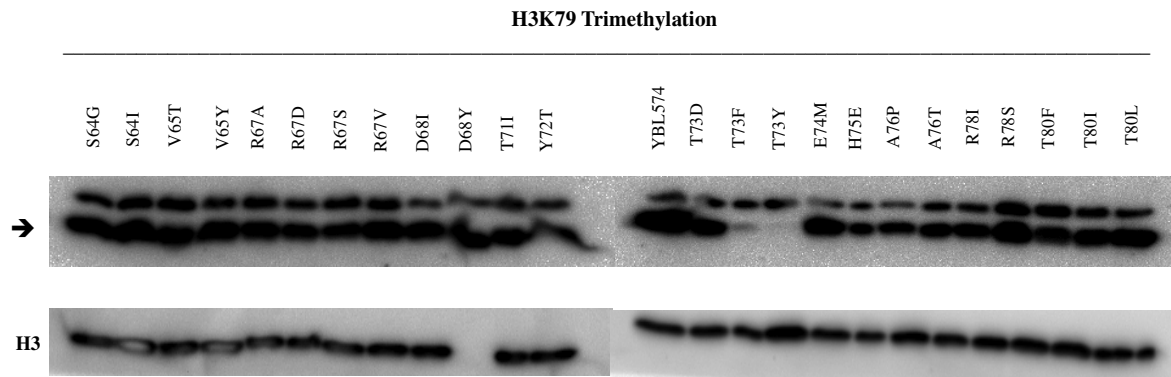 H3K79 Trimethylation
S64G S64I V65T V65Y R67A R67D R67S R67V D68I D68Y T71I Y72T YBL574 T73D T73F T73Y E74M H75E A76P A76T R78I R78S T80F T80I T80L
H3